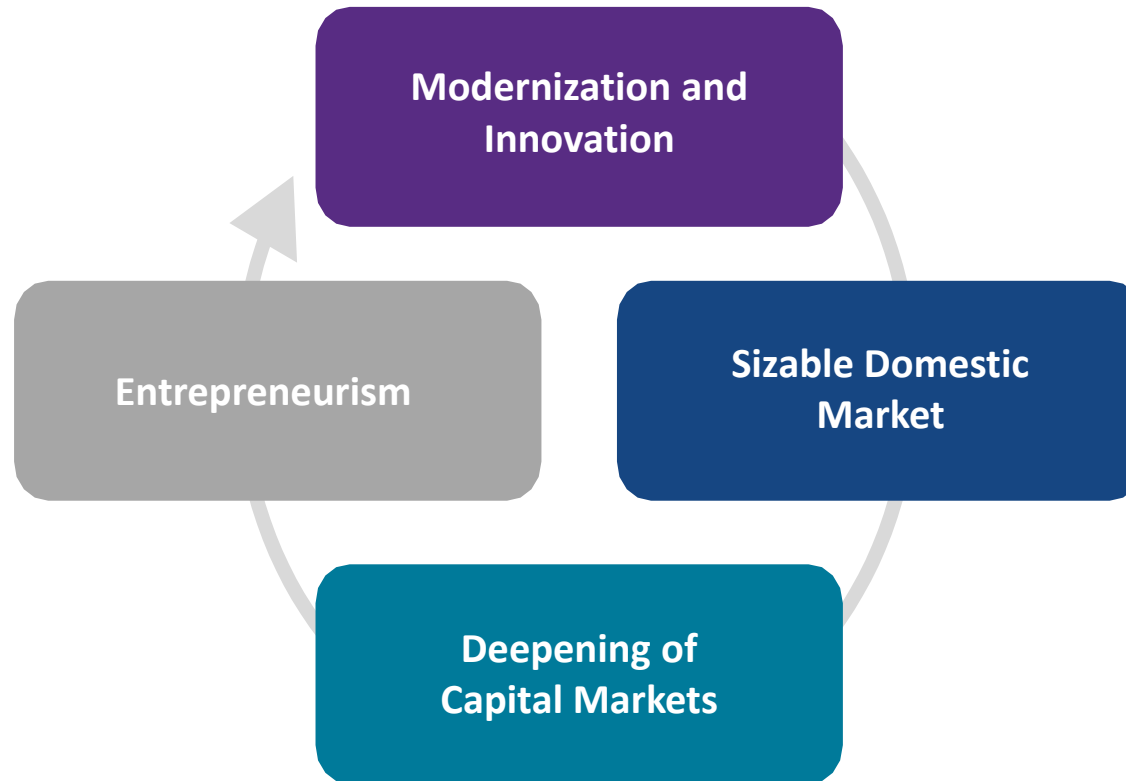 Modernization and
Innovation
Sizable Domestic
Market
Deepening of
Capital Markets
Entrepreneurism